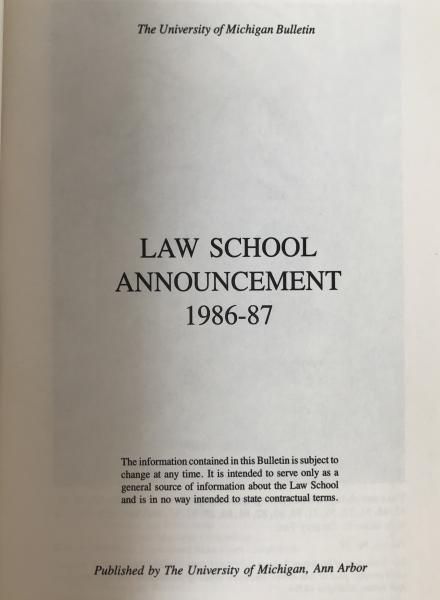 The University of Michigan Bulletin
LAW SCHOOL
ANNOUNCEMENT
1986-87
The information contained in this Bulletin is subject to
change at any time. It is intended to serve only as a
general source of information about the Law School
and is in no way intended to state contractual terms.
Published by The University of Michigan, Ann Arbor